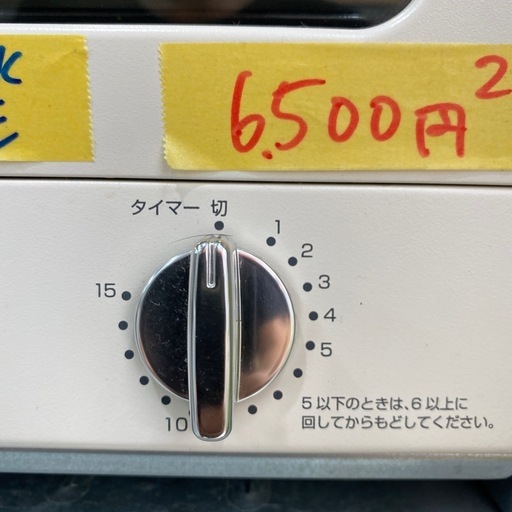 6,500円
タイマー 切
1
2
3
4
5
10
15
5以下のときは、6以上に
回してからもどしてください。